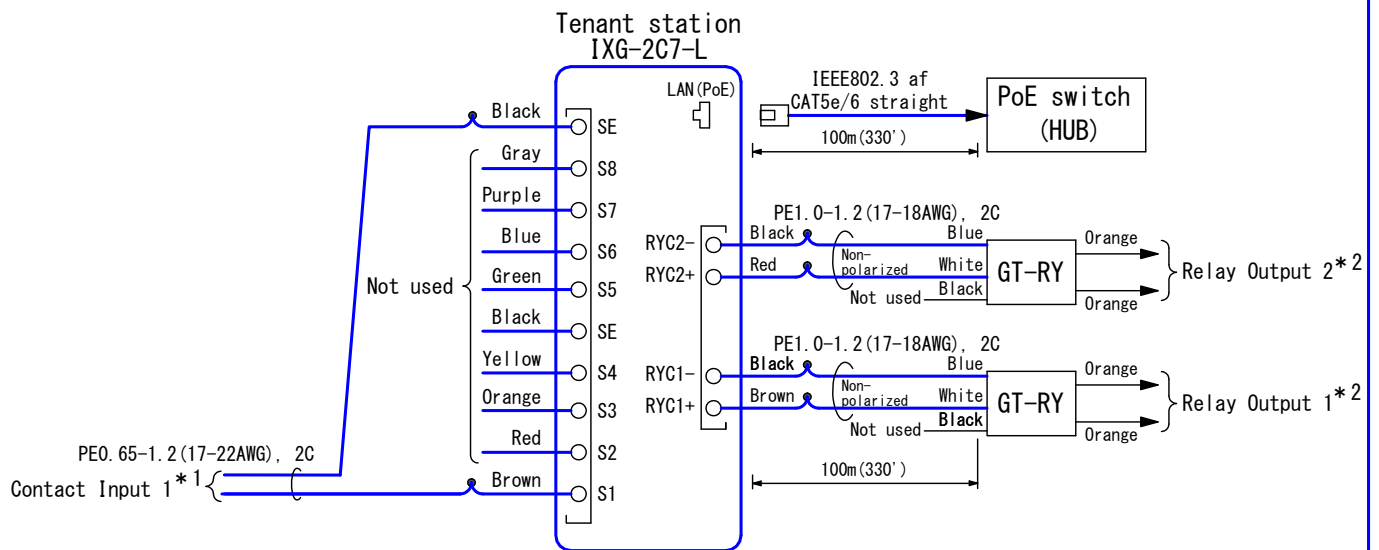 Tenant station
IXG-2C7-L
LAN(PoE)
IEEE802.3 af
CAT5e/6 straight
100m(330')
PoE switch
(HUB)
Black
SE
Gray
S8
Purple
S7
Blue
S6
Green
S5
Black
SE
Yellow
S4
Orange
S3
Red
S2
Brown
S1
Not used
PE0.65-1.2(17-22AWG), 2C
Contact Input 1*1
PE1.0-1.2(17-18AWG), 2C
RYC2-
Black
Blue
RYC2+
Red
Non-
polarized
White
Not used
Black
GT-RY
Orange
Orange
Relay Output 2*2
PE1.0-1.2(17-18AWG), 2C
RYC1-
Black
Blue
RYC1+
Brown
Non-
polarized
White
Not used
Black
GT-RY
Orange
Orange
Relay Output 1*2
100m(330')